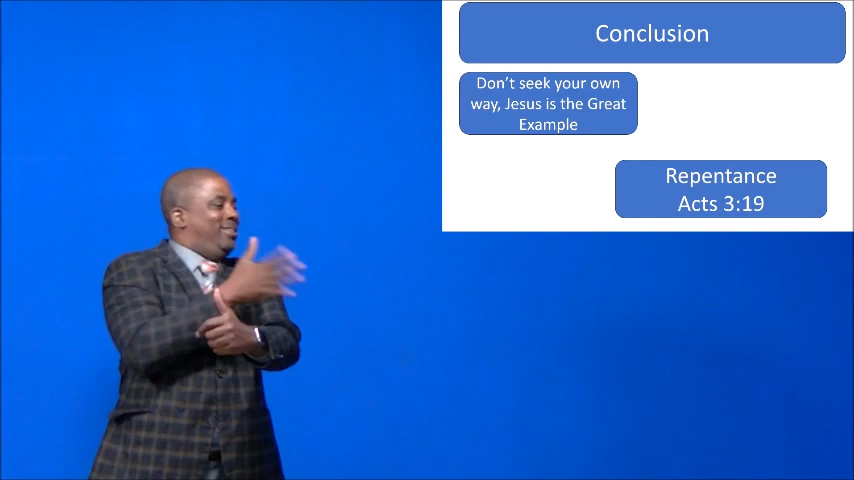 Conclusion
Don’t seek your own
way, Jesus is the Great
Example
Repentance
Acts 3:19